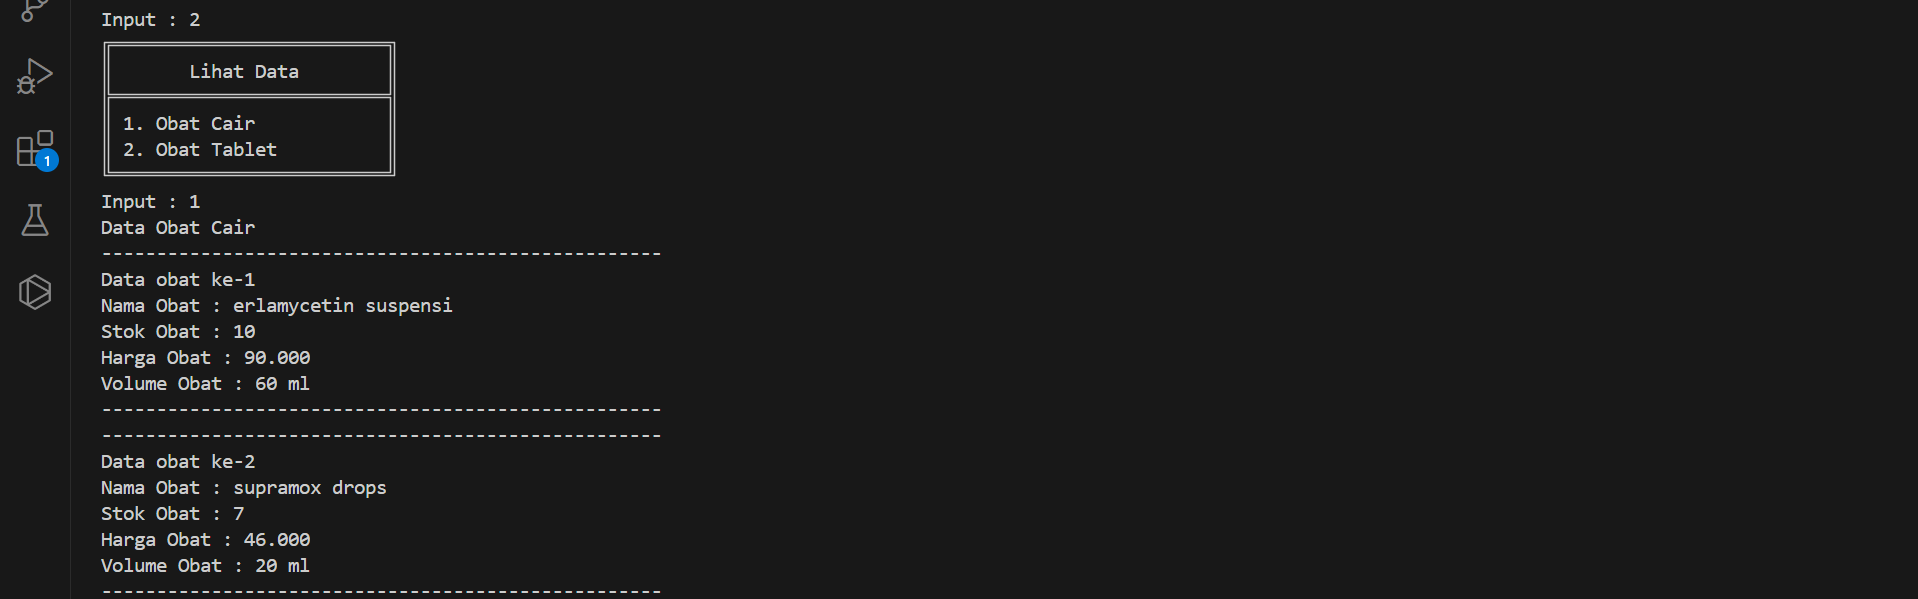 Input : 2
Lihat Data
1. Obat Cair
2. Obat Tablet
Input : 1
Data Obat Cair
---------------------------------------------------
Data obat ke-1
Nama Obat : erlamycetin suspensi
Stok Obat : 10
Harga Obat : 90.000
Volume Obat : 60 ml
---------------------------------------------------
---------------------------------------------------
Data obat ke-2
Nama Obat : supramox drops
Stok Obat : 7
Harga Obat : 46.000
Volume Obat : 20 ml
---------------------------------------------------
1